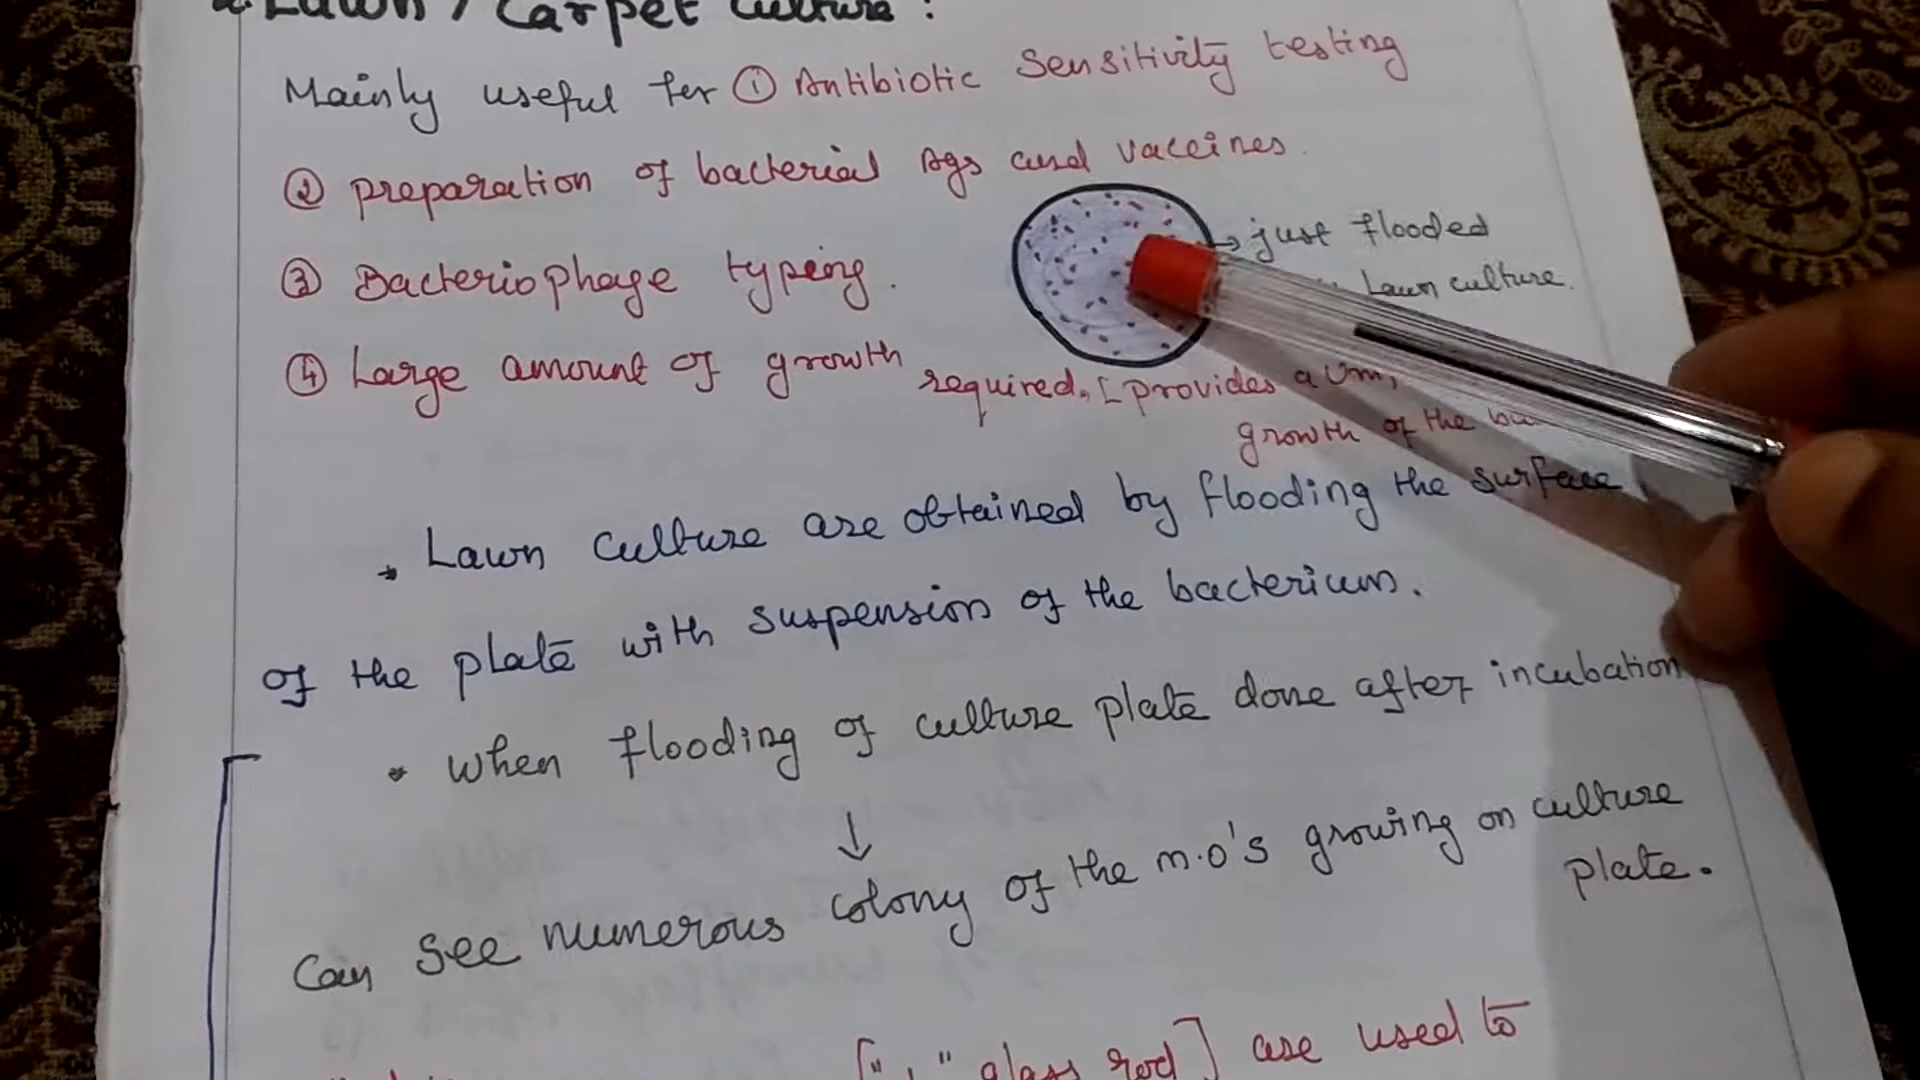 Lawn / Carpet Culture :
Mainly useful for ① Antibiotic Sensitivity testing
② preparation of bacterial Ags and vaccines.
③ Bacteriophage typing.
④ Large amount of growth required. [provides a
growth of the
→ just flooded
Lawn culture.
→ Lawn culture are obtained by flooding the surface
of the plate with suspension of the bacterium.
* When flooding of culture plate done after incubation
↓
Can see numerous colony of the m.o's growing on culture
plate.
glass rod] are used to